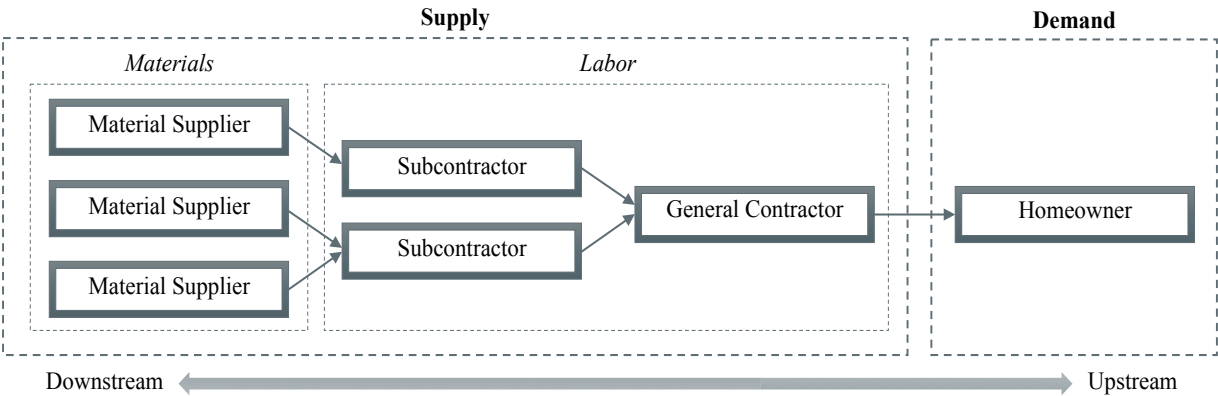 Supply
Demand
Materials
Labor
Material Supplier
Material Supplier
Material Supplier
Subcontractor
Subcontractor
General Contractor
Homeowner
Downstream
Upstream